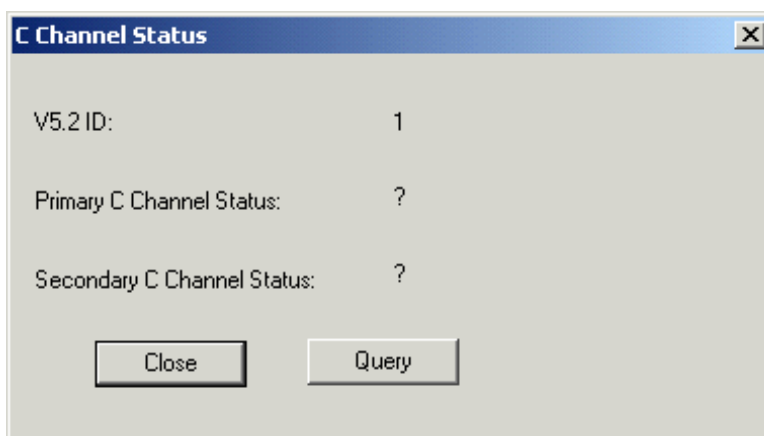 C Channel Status
V5.2 ID: 1
Primary C Channel Status: ?
Secondary C Channel Status: ?
Close Query